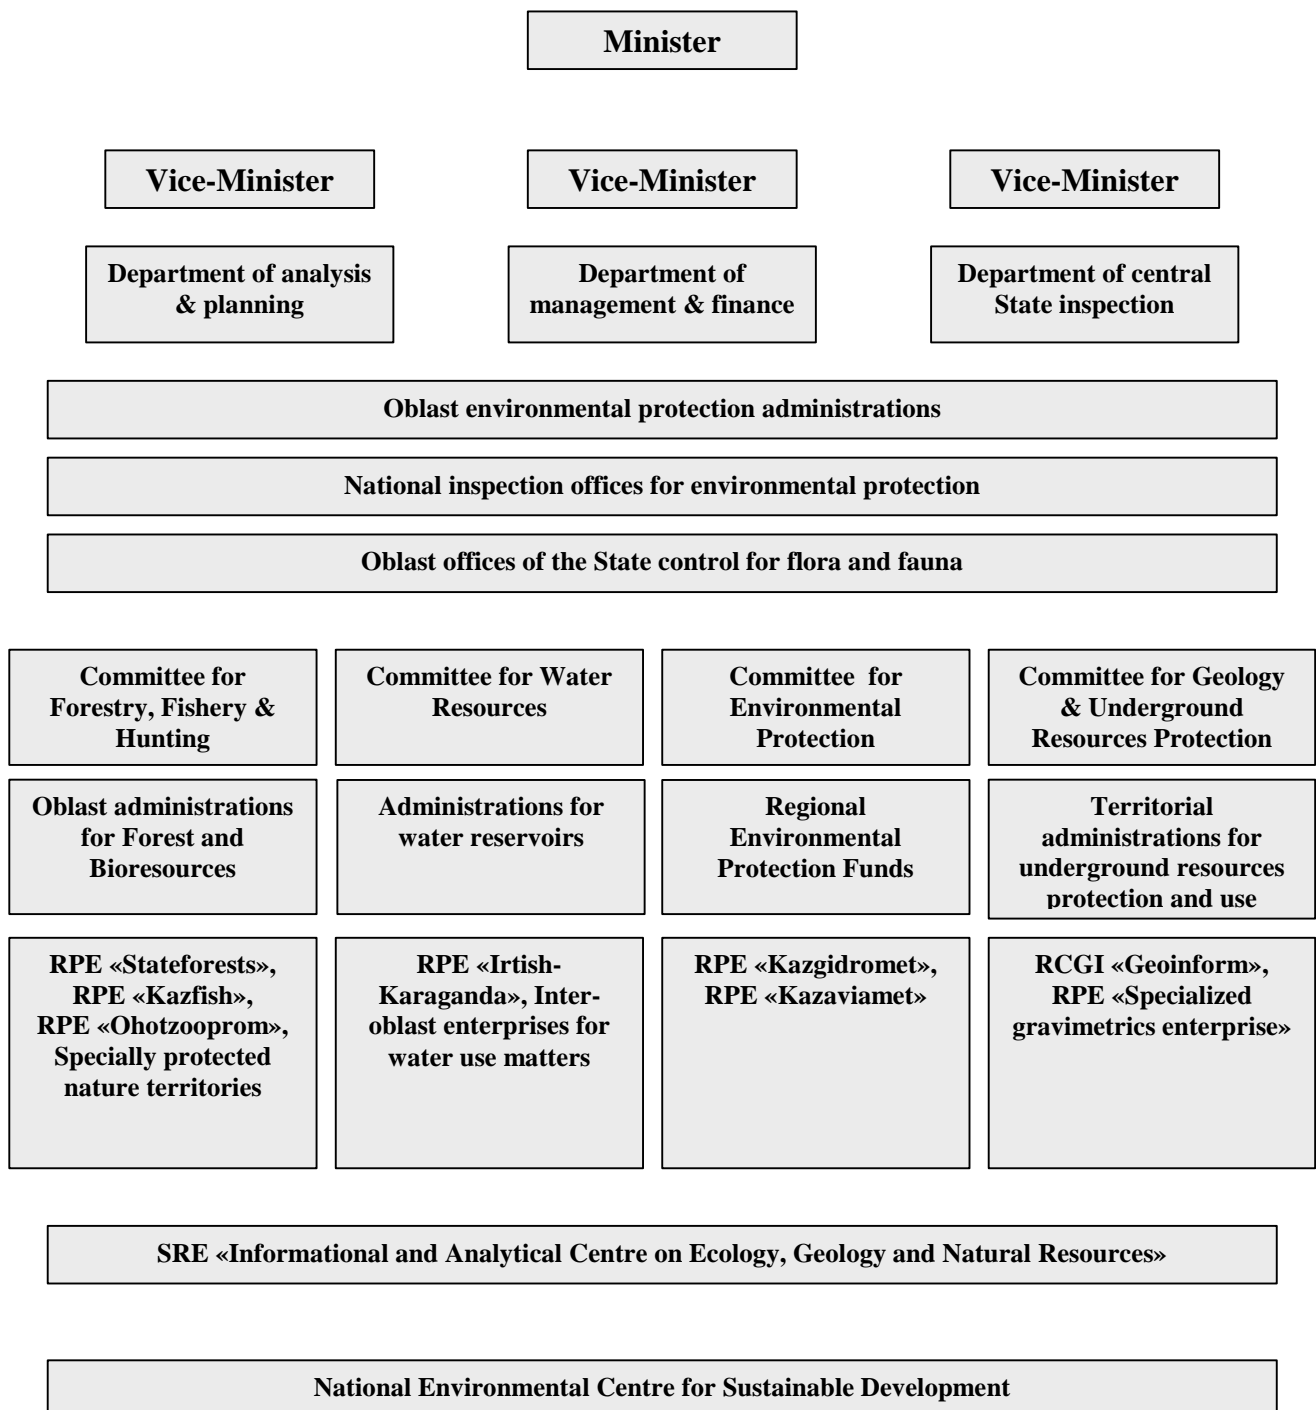 Minister
Vice-Minister
Vice-Minister
Vice-Minister
Department of analysis
& planning
Department of
management & finance
Department of central
State inspection
Oblast environmental protection administrations
National inspection offices for environmental protection
Oblast offices of the State control for flora and fauna
Committee for
Forestry, Fishery &
Hunting
Committee for Water
Resources
Committee for
Environmental
Protection
Committee for Geology
& Underground
Resources Protection
Oblast administrations
for Forest and
Bioresources
Administrations for
water reservoirs
Regional
Environmental
Protection Funds
Territorial
administrations for
underground resources
protection and use
RPE «Stateforests»,
RPE «Kazfish»,
RPE «Ohotzooprom»,
Specially protected
nature territories
RPE «Irtish-
Karaganda», Inter-
oblast enterprises for
water use matters
RPE «Kazgidromet»,
RPE «Kazaviamet»
RCGI «Geoinform»,
RPE «Specialized
gravimetrics enterprise»
SRE «Informational and Analytical Centre on Ecology, Geology and Natural Resources»
National Environmental Centre for Sustainable Development